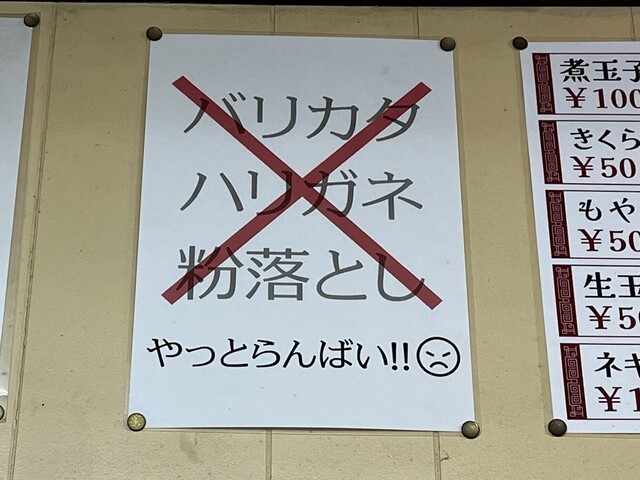 バリカタ
ハリガネ
粉落とし
やっとらんばい!!
煮玉子
¥100
きくら
¥50
もや
¥50
生玉
¥50
ネギ
¥1